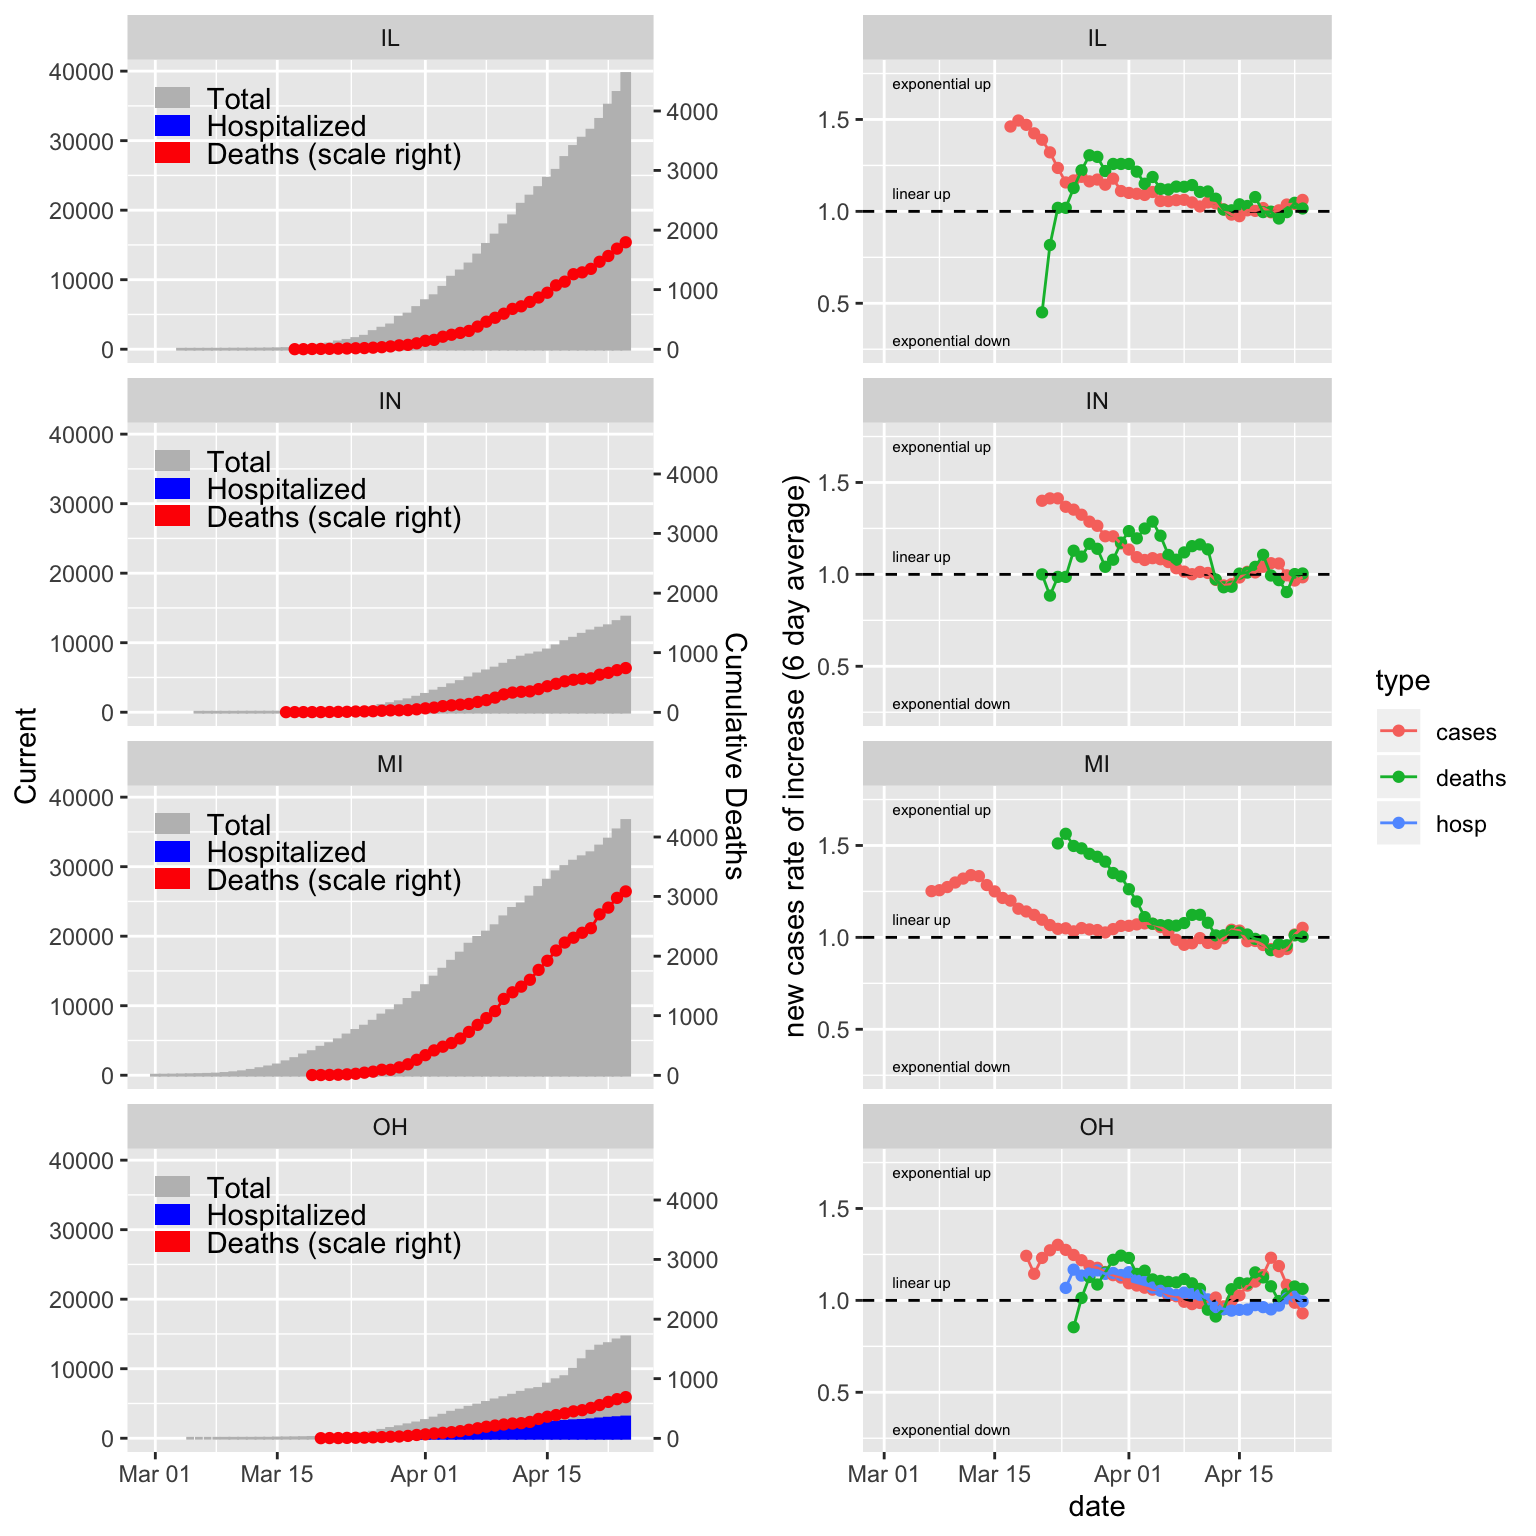 IL
40000
30000
20000
10000
0
Total
Hospitalized
Deaths (scale right)
4000
3000
2000
1000
0
IN
40000
30000
20000
10000
0
Total
Hospitalized
Deaths (scale right)
4000
3000
2000
1000
0
MI
40000
30000
20000
10000
0
Total
Hospitalized
Deaths (scale right)
4000
3000
2000
1000
0
OH
40000
30000
20000
10000
0
Total
Hospitalized
Deaths (scale right)
4000
3000
2000
1000
0
Mar 01
Mar 15
Apr 01
Apr 15
Current
Cumulative Deaths
IL
1.5
1.0
0.5
exponential up
linear up
exponential down
IN
1.5
1.0
0.5
exponential up
linear up
exponential down
MI
1.5
1.0
0.5
exponential up
linear up
exponential down
OH
1.5
1.0
0.5
exponential up
linear up
exponential down
Mar 01
Mar 15
Apr 01
Apr 15
date
new cases rate of increase (6 day average)
type
cases
deaths
hosp